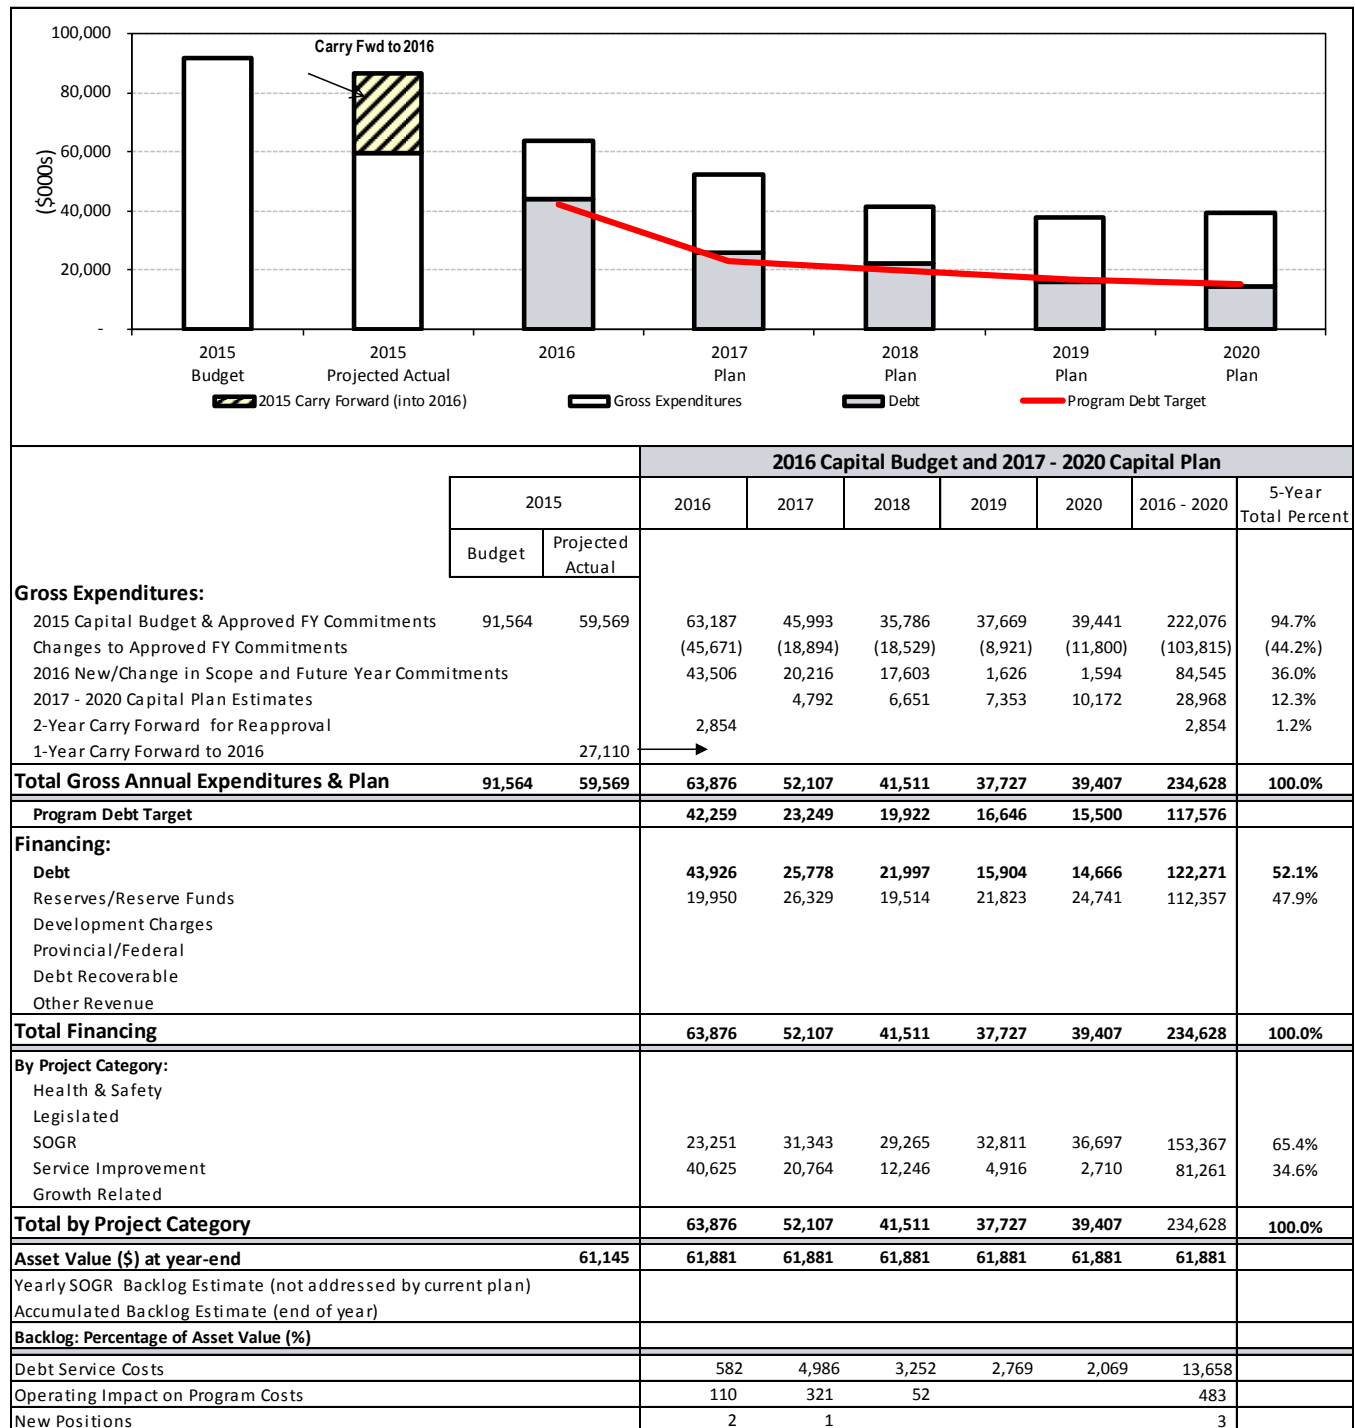 100,000
80,000
60,000
40,000
20,000
-
($000s)
Carry Fwd to 2016
2015 Budget
2015 Projected Actual
2016
2017 Plan
2018 Plan
2019 Plan
2020 Plan
2015 Carry Forward (into 2016) Gross Expenditures Debt Program Debt Target
2016 Capital Budget and 2017 - 2020 Capital Plan
2015 2016 2017 2018 2019 2020 2016 - 2020 5-Year Total Percent
Budget Projected Actual
Gross Expenditures:
2015 Capital Budget & Approved FY Commitments 91,564 59,569 63,187 45,993 35,786 37,669 39,441 222,076 94.7%
Changes to Approved FY Commitments (45,671) (18,894) (18,529) (8,921) (11,800) (103,815) (44.2%)
2016 New/Change in Scope and Future Year Commitments 43,506 20,216 17,603 1,626 1,594 84,545 36.0%
2017 - 2020 Capital Plan Estimates 4,792 6,651 7,353 10,172 28,968 12.3%
2-Year Carry Forward for Reapproval 2,854 2,854 1.2%
1-Year Carry Forward to 2016 27,110
Total Gross Annual Expenditures & Plan 91,564 59,569 63,876 52,107 41,511 37,727 39,407 234,628 100.0%
Program Debt Target 42,259 23,249 19,922 16,646 15,500 117,576
Financing:
Debt 43,926 25,778 21,997 15,904 14,666 122,271 52.1%
Reserves/Reserve Funds 19,950 26,329 19,514 21,823 24,741 112,357 47.9%
Development Charges
Provincial/Federal
Debt Recoverable
Other Revenue
Total Financing 63,876 52,107 41,511 37,727 39,407 234,628 100.0%
By Project Category:
Health & Safety
Legislated
SOGR 23,251 31,343 29,265 32,811 36,697 153,367 65.4%
Service Improvement 40,625 20,764 12,246 4,916 2,710 81,261 34.6%
Growth Related
Total by Project Category 63,876 52,107 41,511 37,727 39,407 234,628 100.0%
Asset Value ($) at year-end 61,145 61,881 61,881 61,881 61,881 61,881 61,881
Yearly SOGR Backlog Estimate (not addressed by current plan)
Accumulated Backlog Estimate (end of year)
Backlog: Percentage of Asset Value (%)
Debt Service Costs 582 4,986 3,252 2,769 2,069 13,658
Operating Impact on Program Costs 110 321 52 483
New Positions 2 1 3